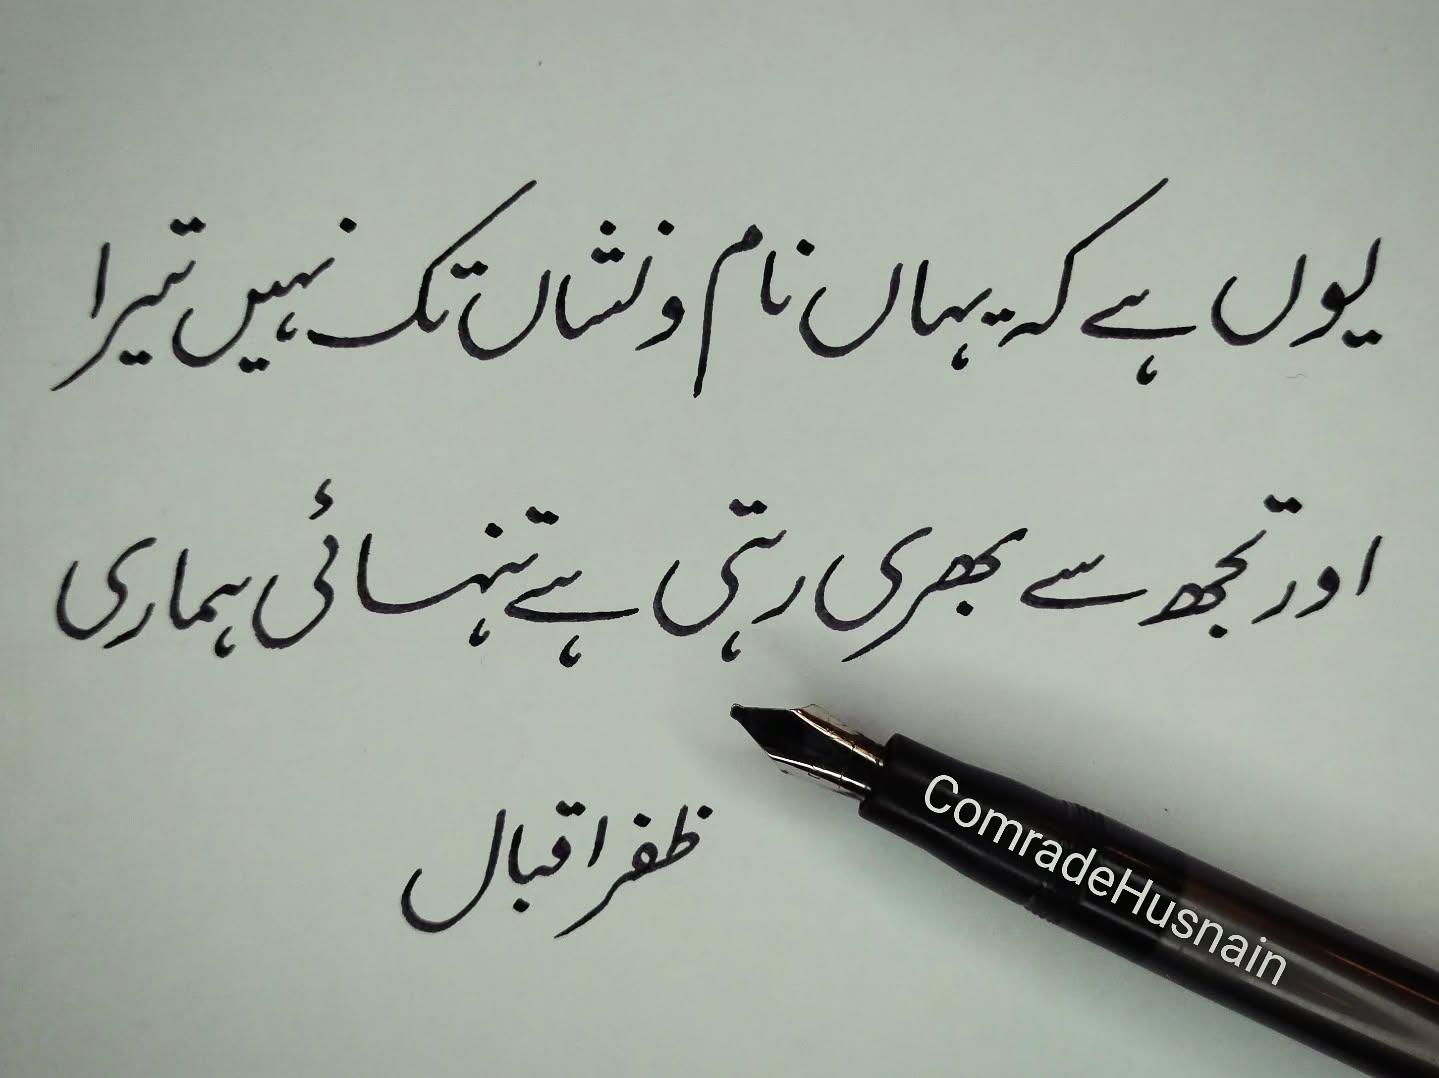 یوں ہے کہ یہاں نام و نشاں تک نہیں تیرا
اور تجھ سے بھری رہتی ہے تنہائی ہماری
ظفر اقبال
ComradeHusnain